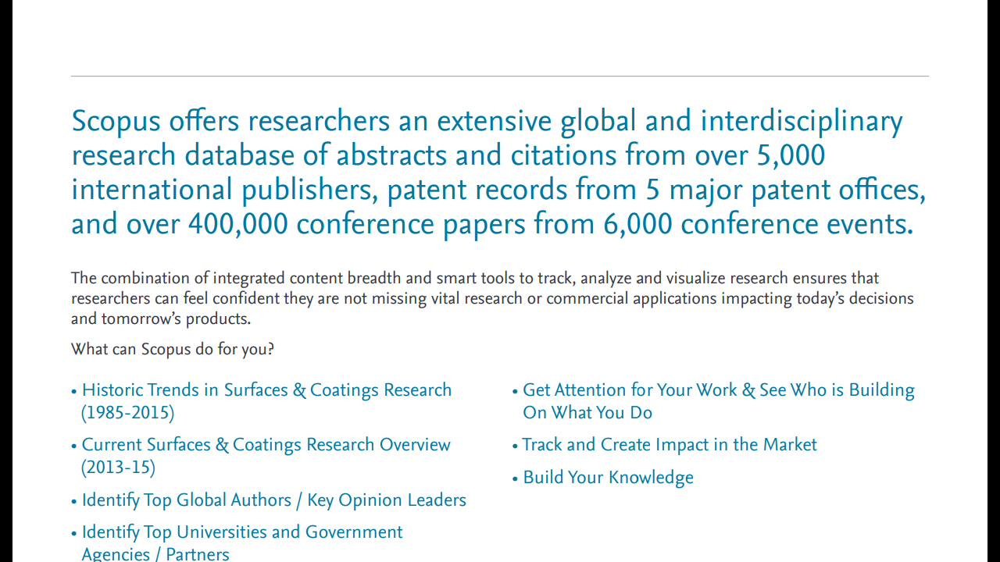 Scopus offers researchers an extensive global and interdisciplinary
research database of abstracts and citations from over 5,000
international publishers, patent records from 5 major patent offices,
and over 400,000 conference papers from 6,000 conference events.
The combination of integrated content breadth and smart tools to track, analyze and visualize research ensures that
researchers can feel confident they are not missing vital research or commercial applications impacting today's decisions
and tomorrow's products.
What can Scopus do for you?
• Historic Trends in Surfaces & Coatings Research
(1985-2015)
• Current Surfaces & Coatings Research Overview
(2013-15)
• Identify Top Global Authors / Key Opinion Leaders
• Identify Top Universities and Government
Agencies / Partners
• Get Attention for Your Work & See Who is Building
On What You Do
• Track and Create Impact in the Market
• Build Your Knowledge